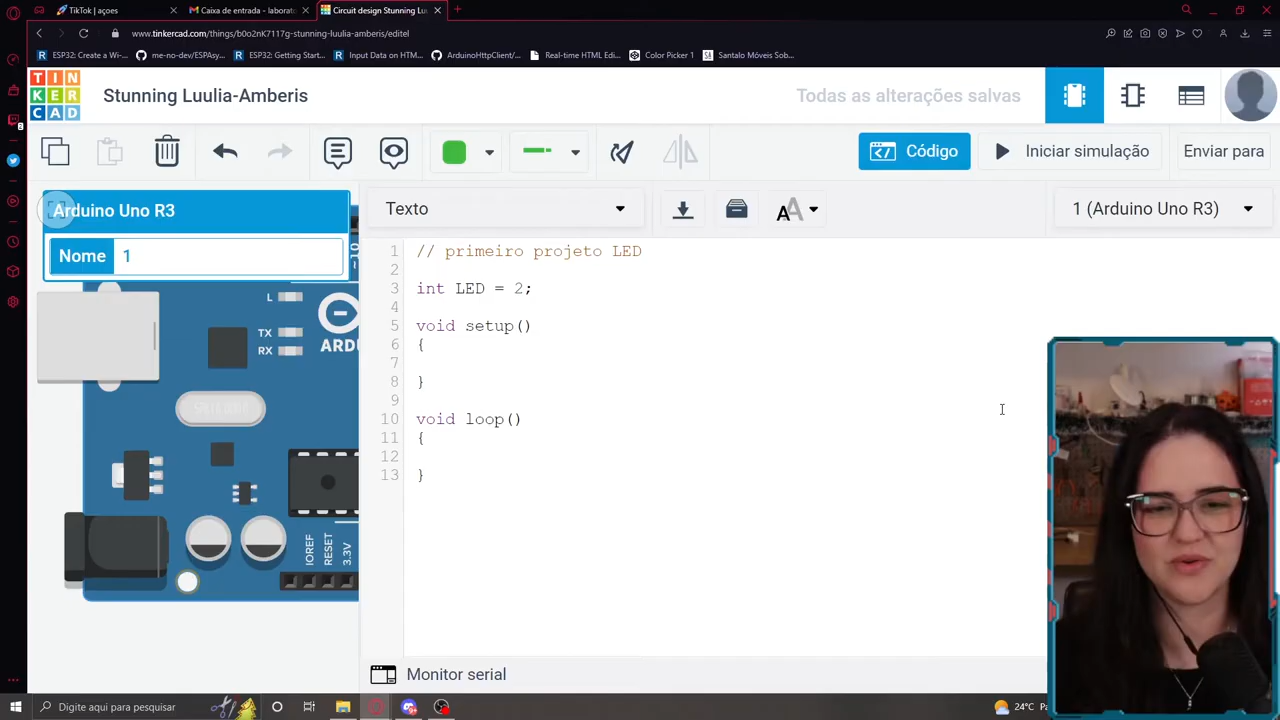 TikTok | açoes
Caixa de entrada - laborato
Circuit design Stunning Lu
www.tinkercad.com/things/b0o2nK7117g-stunning-luulia-amberis/editel
ESP32: Create a Wi-...
me-no-dev/ESPAsy...
ESP32: Getting Start...
Input Data on HTM...
ArduinoHttpClient/...
Real-time HTML Edi...
Color Picker 1
Santalo Móveis Sob...
TIN
KER
CAD
Stunning Luulia-Amberis
Todas as alterações salvas
Código
Iniciar simulação
Enviar para
Arduino Uno R3
Nome 1
Texto
1 (Arduino Uno R3)
1 // primeiro projeto LED
2
3 int LED = 2;
4
5 void setup()
6 {
7
8 }
9
10 void loop()
11 {
12
13 }
L
TX
RX
ARD
~10
IOREF
RESET
3.3V
Monitor serial
Digite aqui para pesquisar
24°C